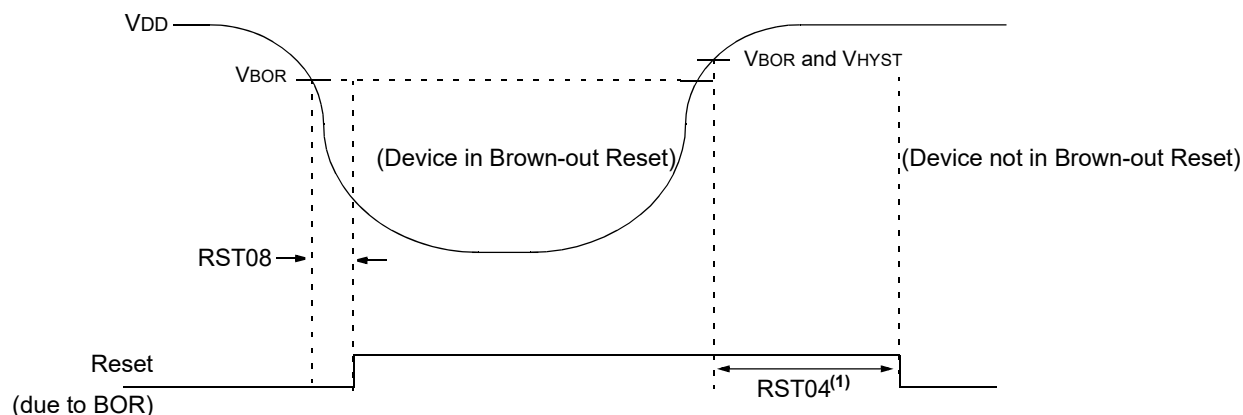 VDD
VBOR and VHYST
VBOR
(Device in Brown-out Reset)
(Device not in Brown-out Reset)
RST08
Reset
RST04(1)
(due to BOR)